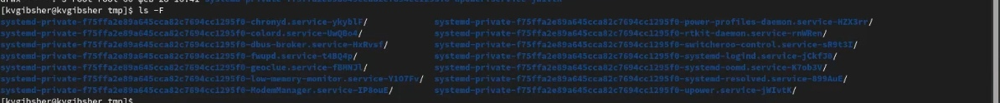 [kvgibsher@kvgibsher tmp]$ ls -F
systemd-private-f75ffa2e89a645cca82c7694cc1295f0-chronyd.service-ykyblF/ systemd-private-f75ffa2e89a645cca82c7694cc1295f0-power-profiles-daemon.service-HZX3rr/
systemd-private-f75ffa2e89a645cca82c7694cc1295f0-colord.service-UwQBo4/ systemd-private-f75ffa2e89a645cca82c7694cc1295f0-rtkit-daemon.service-rnWRen/
systemd-private-f75ffa2e89a645cca82c7694cc1295f0-dbus-broker.service-HxRvsf/ systemd-private-f75ffa2e89a645cca82c7694cc1295f0-switcheroo-control.service-sR9t3I/
systemd-private-f75ffa2e89a645cca82c7694cc1295f0-fwupd.service-t4BQ4p/ systemd-private-f75ffa2e89a645cca82c7694cc1295f0-systemd-logind.service-jCkfJ0/
systemd-private-f75ffa2e89a645cca82c7694cc1295f0-geoclue.service-fBNNJl/ systemd-private-f75ffa2e89a645cca82c7694cc1295f0-systemd-oomd.service-K7ob3V/
systemd-private-f75ffa2e89a645cca82c7694cc1295f0-low-memory-monitor.service-Y1O7Fv/ systemd-private-f75ffa2e89a645cca82c7694cc1295f0-systemd-resolved.service-899AuE/
systemd-private-f75ffa2e89a645cca82c7694cc1295f0-ModemManager.service-IP8ouE/ systemd-private-f75ffa2e89a645cca82c7694cc1295f0-upower.service-jWIvtK/
[kvgibsher@kvgibsher tmp]$